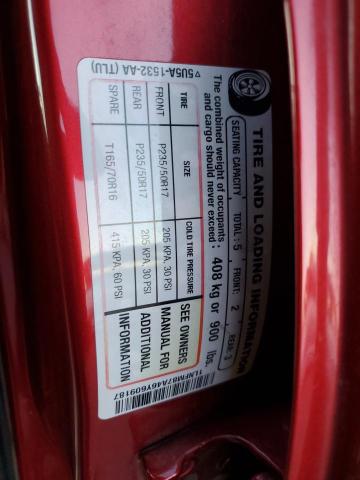 TIRE AND LOADING INFORMATION
SEATING CAPACITY, TOTAL: 5 FRONT: 2 REAR: 3
The combined weight of occupants and cargo should never exceed: 408 kg or 900 lbs.
TIRE SIZE COLD TIRE PRESSURE
FRONT P235/50R17 205 KPA, 30 PSI
REAR P235/50R17 205 KPA, 30 PSI
SPARE T165/70R16 415 KPA, 60 PSI
SEE OWNERS
MANUAL FOR
ADDITIONAL
INFORMATION
5U5A-1532-AA (TLU)
1LNFM87A46Y609187